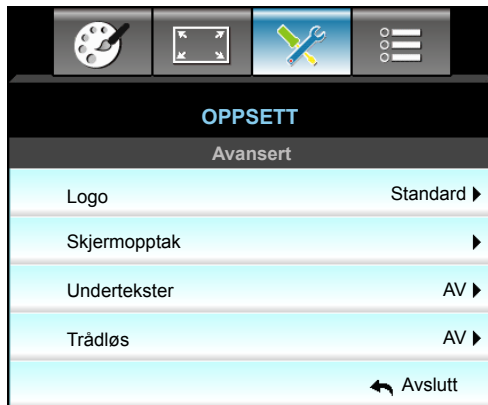 OPPSETT
Avansert
Logo Standard
Skjermopptak
Undertekster AV
Trådløs AV
Avslutt